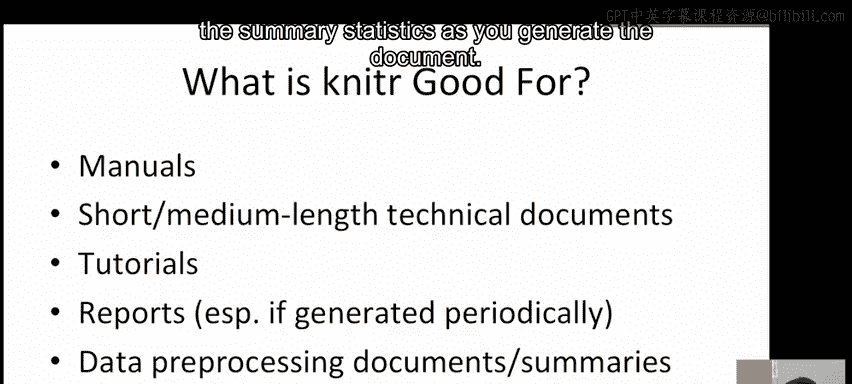 GPT中英字幕课程资源@bilibili.com
the summary statistics as you generate the
document.
What is knitr Good For?
• Manuals
• Short/medium-length technical documents
• Tutorials
• Reports (esp. if generated periodically)
• Data preprocessing documents/summaries